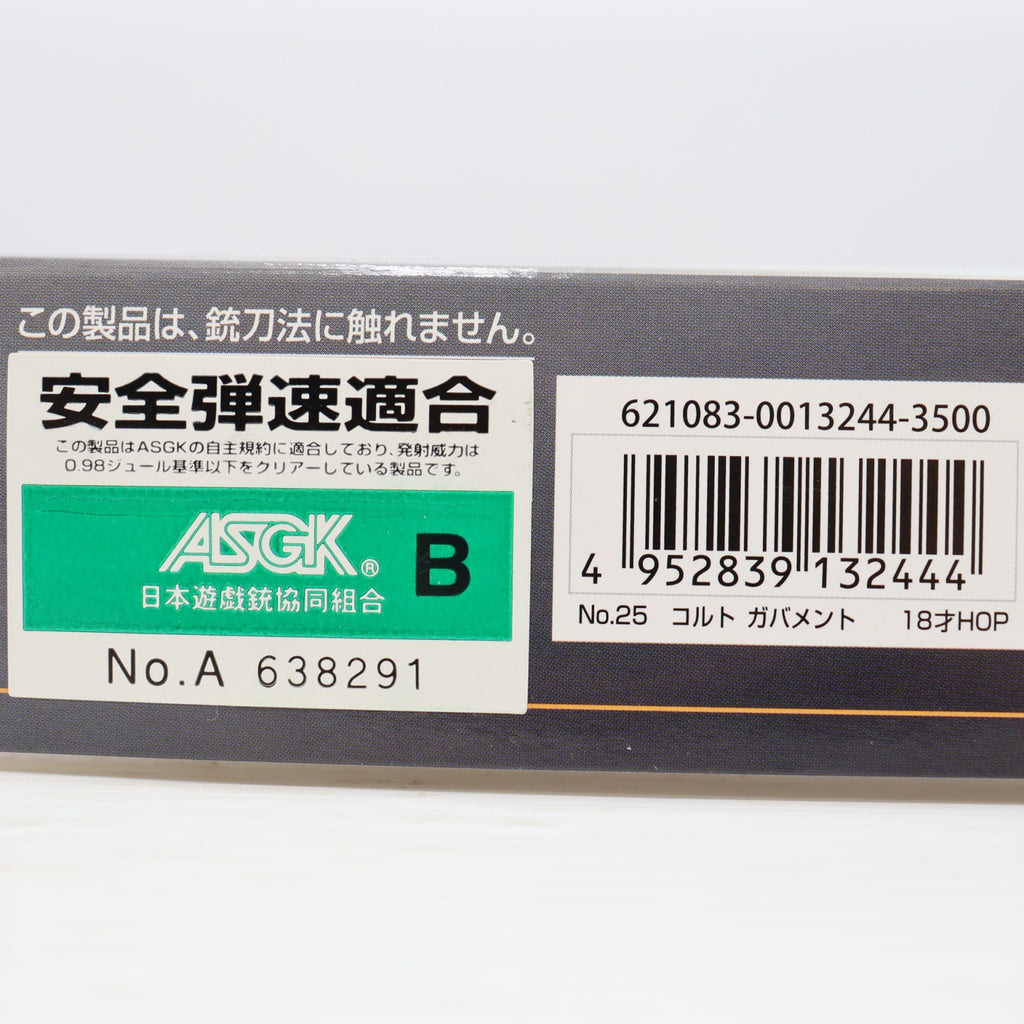 この製品は、銃刀法に触れません。
安全弾速適合
この製品はASGKの自主規約に適合しており、発射威力は
0.98ジュール基準以下をクリアーしている製品です。
ASGK® B
日本遊戯銃協同組合
No.A 638291
621083-0013244-3500
4 952839 132444
No.25 コルト ガバメント 18才HOP